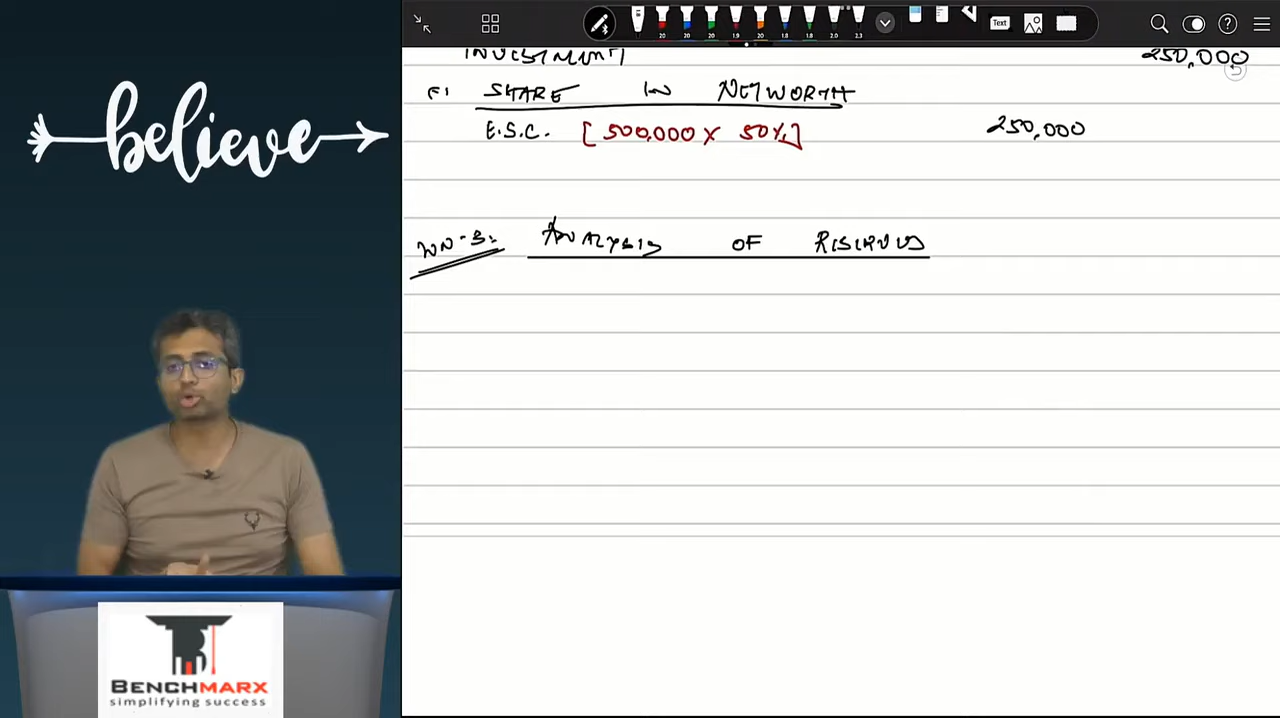 believe
Text
INVESTMENT 250,000
(-) SHARE IN NETWORTH
E.S.C. [500,000 X 50%] 250,000
WN-3: ANALYSIS OF RESERVES
BENCHMARX
simplifying success